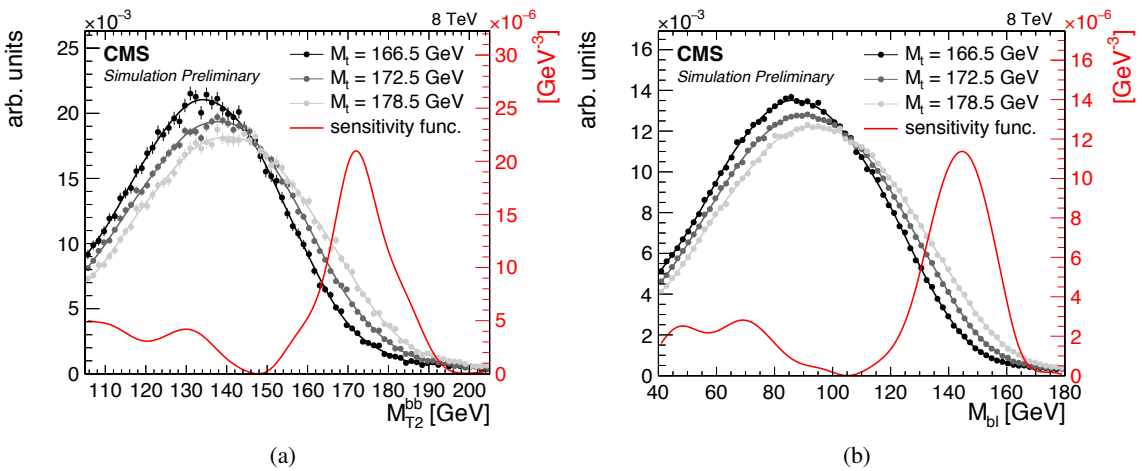 ×10⁻³
8 TeV
×10⁻⁶
arb. units
[GeV⁻³]
CMS
Simulation Preliminary
Mₜ = 166.5 GeV
Mₜ = 172.5 GeV
Mₜ = 178.5 GeV
sensitivity func.
25
20
15
10
5
0
30
25
20
15
10
5
0
110 120 130 140 150 160 170 180 190 200
M_T2^bb [GeV]
(a)
×10⁻³
8 TeV
×10⁻⁶
arb. units
[GeV⁻³]
CMS
Simulation Preliminary
Mₜ = 166.5 GeV
Mₜ = 172.5 GeV
Mₜ = 178.5 GeV
sensitivity func.
16
14
12
10
8
6
4
2
0
16
14
12
10
8
6
4
2
0
40 60 80 100 120 140 160 180
M_bl [GeV]
(b)